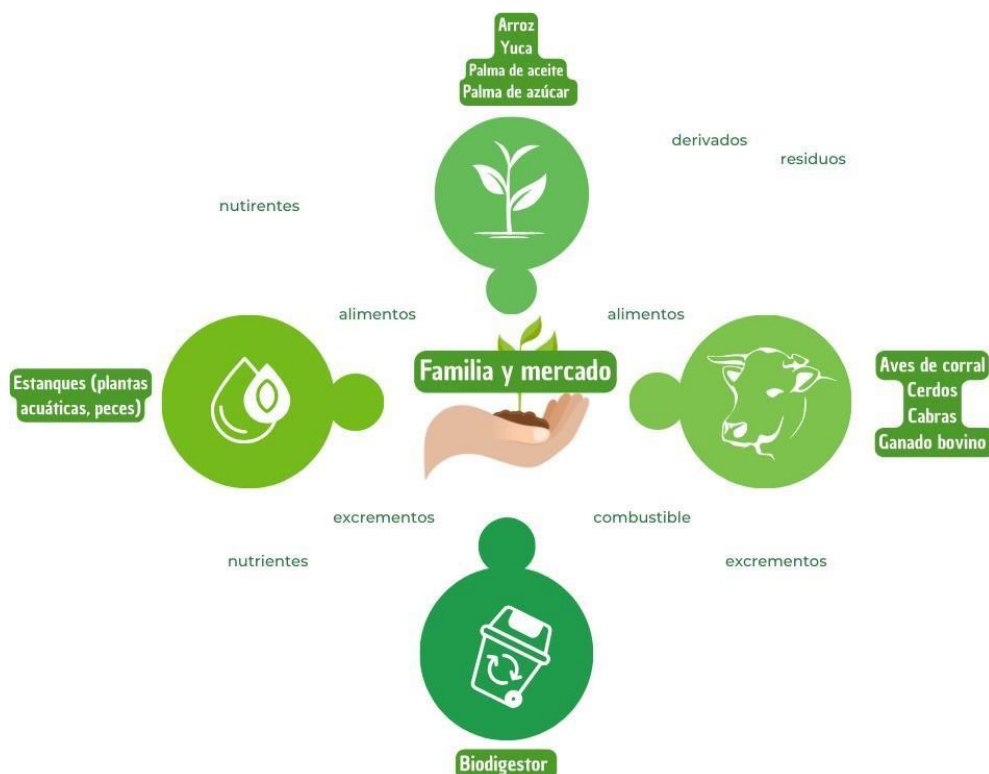 Arroz
Yuca
Palma de aceite
Palma de azúcar
derivados
residuos
nutirentes
alimentos
alimentos
Familia y mercado
Estanques (plantas
acuáticas, peces)
Aves de corral
Cerdos
Cabras
Ganado bovino
excrementos
combustible
nutrientes
excrementos
Biodigestor